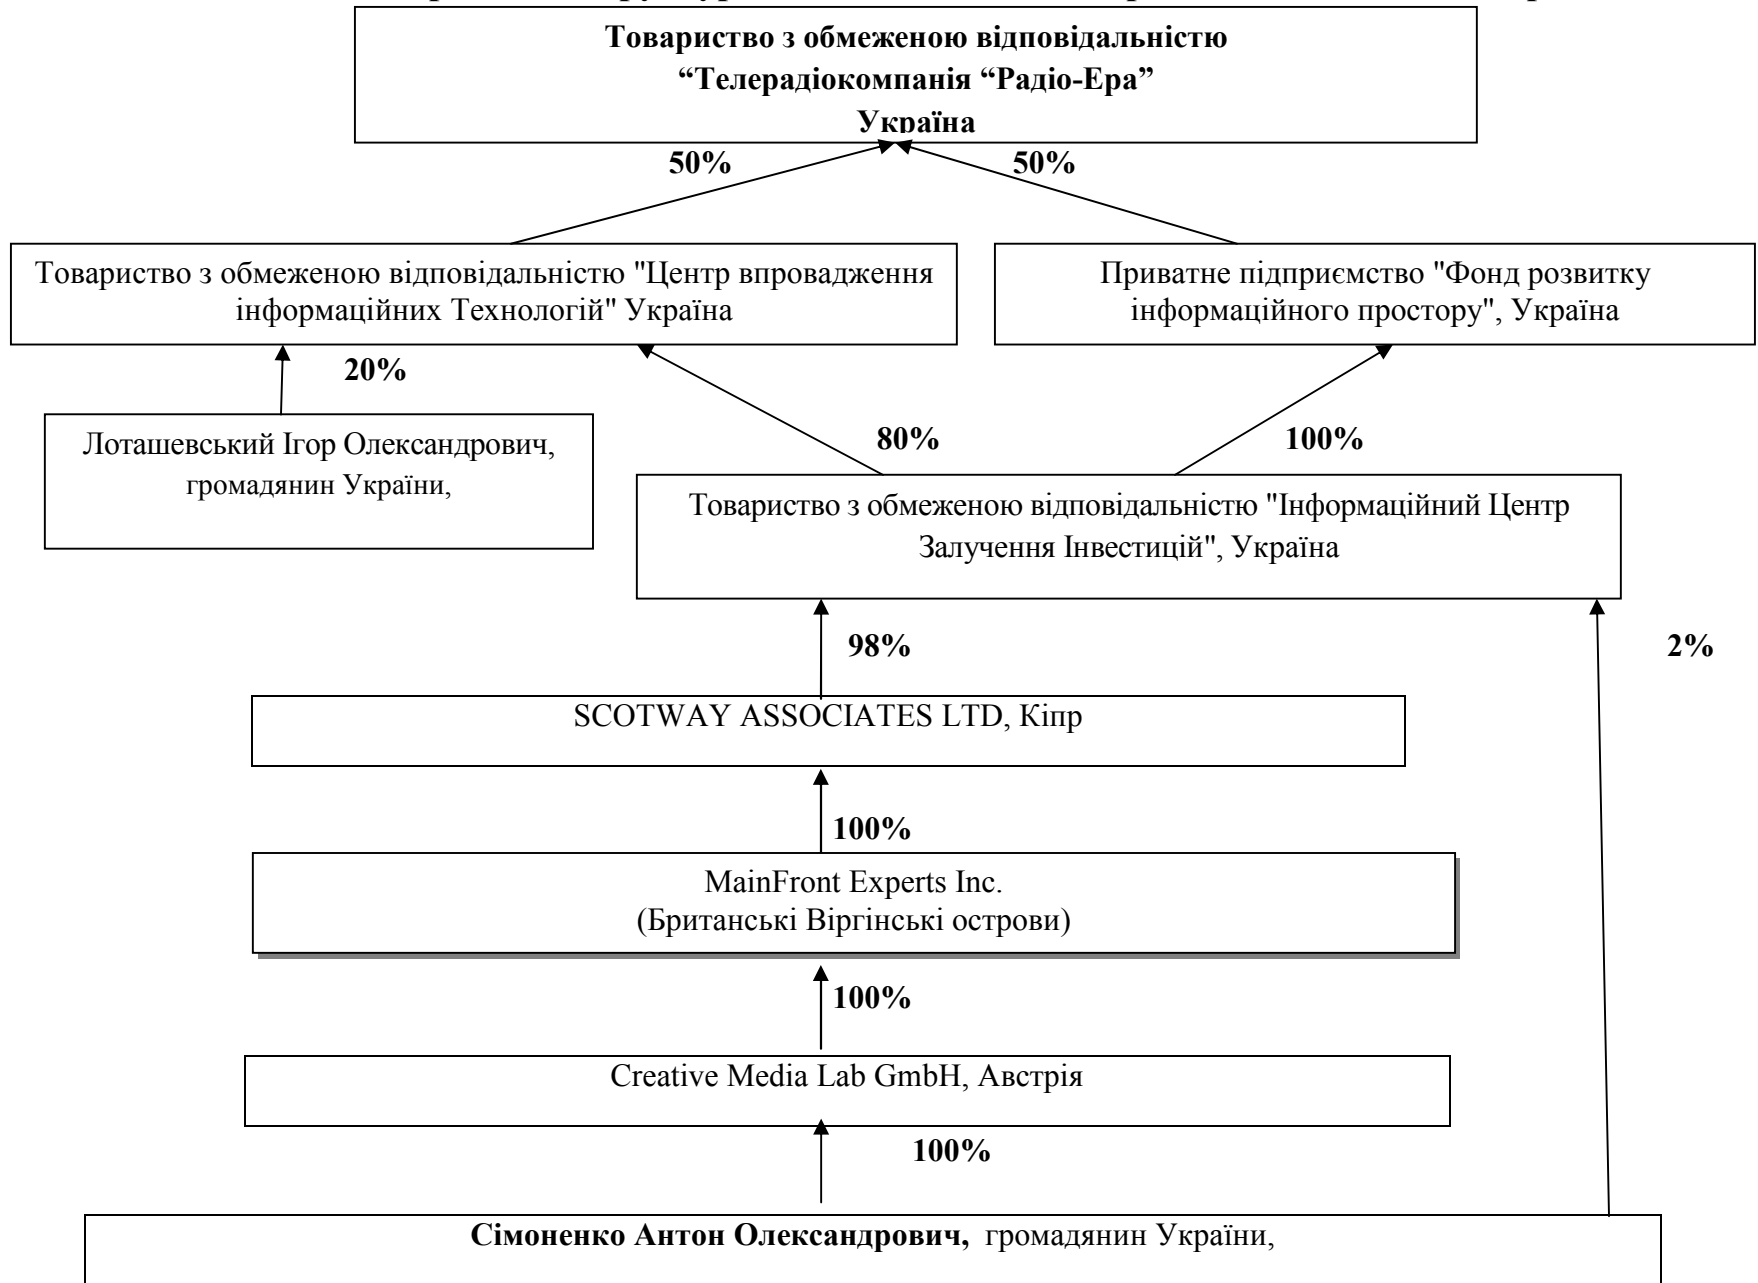 Товариство з обмеженою відповідальністю
“Телерадіокомпанія “Радіо-Ера”
Україна
50%
50%
Товариство з обмеженою відповідальністю "Центр впровадження
інформаційних Технологій" Україна
Приватне підприємство "Фонд розвитку
інформаційного простору", Україна
20%
Лоташевський Ігор Олександрович,
громадянин України,
80%
100%
Товариство з обмеженою відповідальністю "Інформаційний Центр
Залучення Інвестицій", Україна
98%
2%
SCOTWAY ASSOCIATES LTD, Кіпр
100%
MainFront Experts Inc.
(Британські Віргінські острови)
100%
Creative Media Lab GmbH, Австрія
100%
Сімоненко Антон Олександрович, громадянин України,